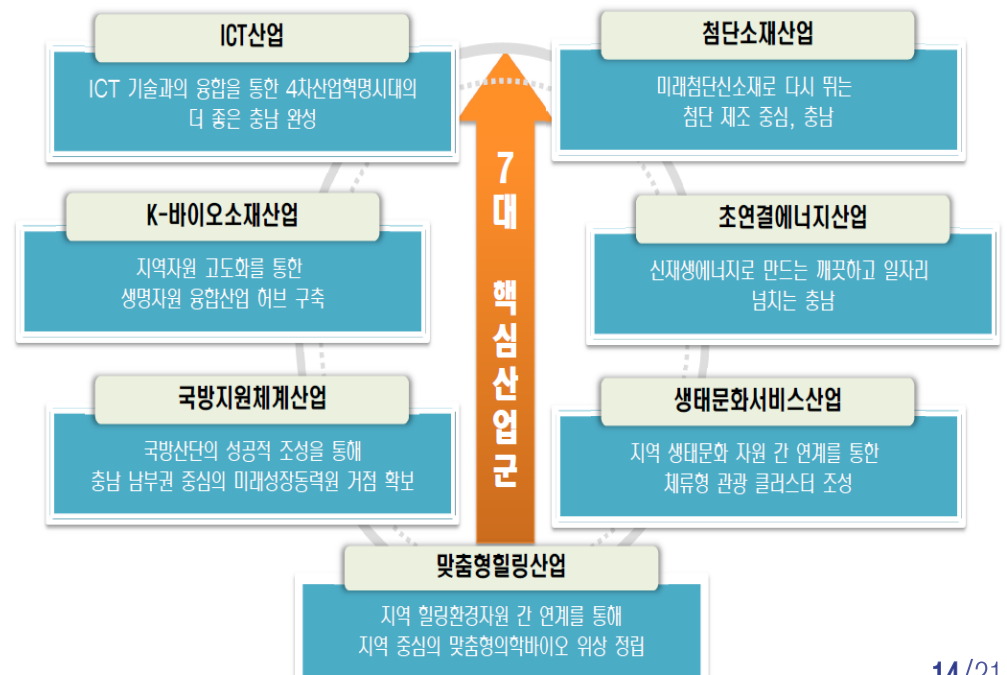 ICT산업
ICT 기술과의 융합을 통한 4차산업혁명시대의
더 좋은 충남 완성
첨단소재산업
미래첨단신소재로 다시 뛰는
첨단 제조 중심, 충남
K-바이오소재산업
지역자원 고도화를 통한
생명자원 융합산업 허브 구축
초연결에너지산업
신재생에너지로 만드는 깨끗하고 일자리
넘치는 충남
국방지원체계산업
국방산단의 성공적 조성을 통해
충남 남부권 중심의 미래성장동력원 거점 확보
생태문화서비스산업
지역 생태문화 자원 간 연계를 통한
체류형 관광 클러스터 조성
맞춤형힐링산업
지역 힐링환경자원 간 연계를 통해
지역 중심의 맞춤형의학바이오 위상 정립
7대 핵심산업군
14/21